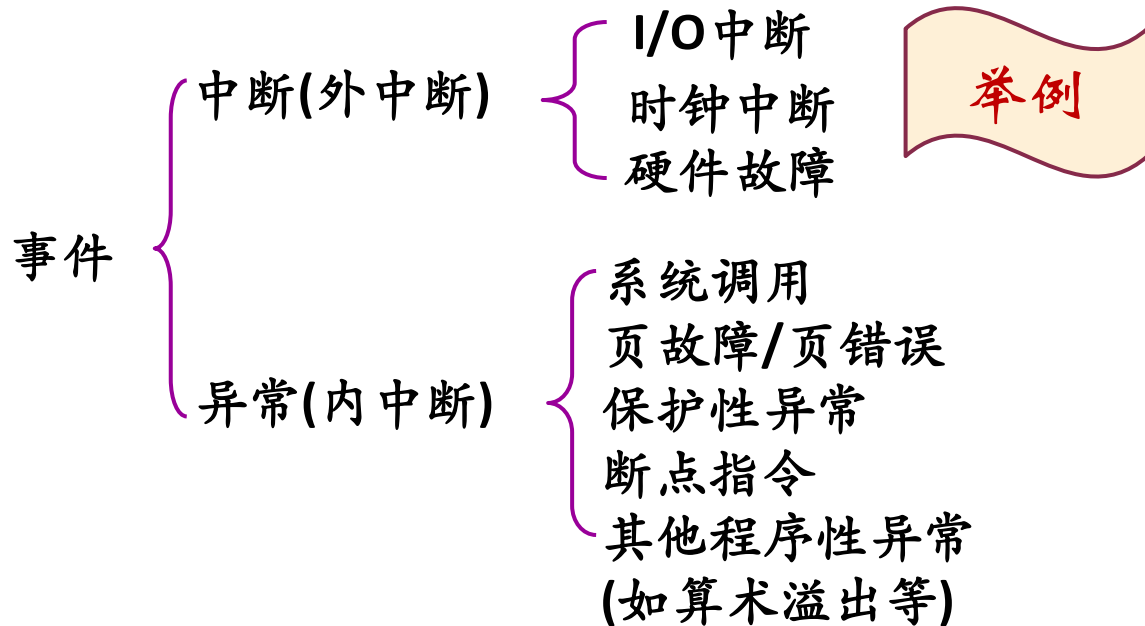 I/O中断
举例
中断(外中断)
时钟中断
硬件故障
事件
系统调用
页故障/页错误
异常(内中断)
保护性异常
断点指令
其他程序性异常
(如算术溢出等)